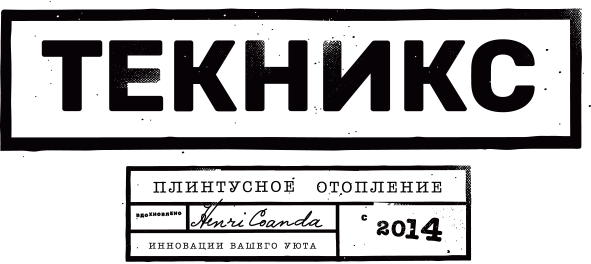 ТЕКНИКС
ПЛИНТУСНОЕ ОТОПЛЕНИЕ
ВДОХНОВЛЕНО Henri Coanda
с 2014
ИННОВАЦИИ ВАШЕГО УЮТА